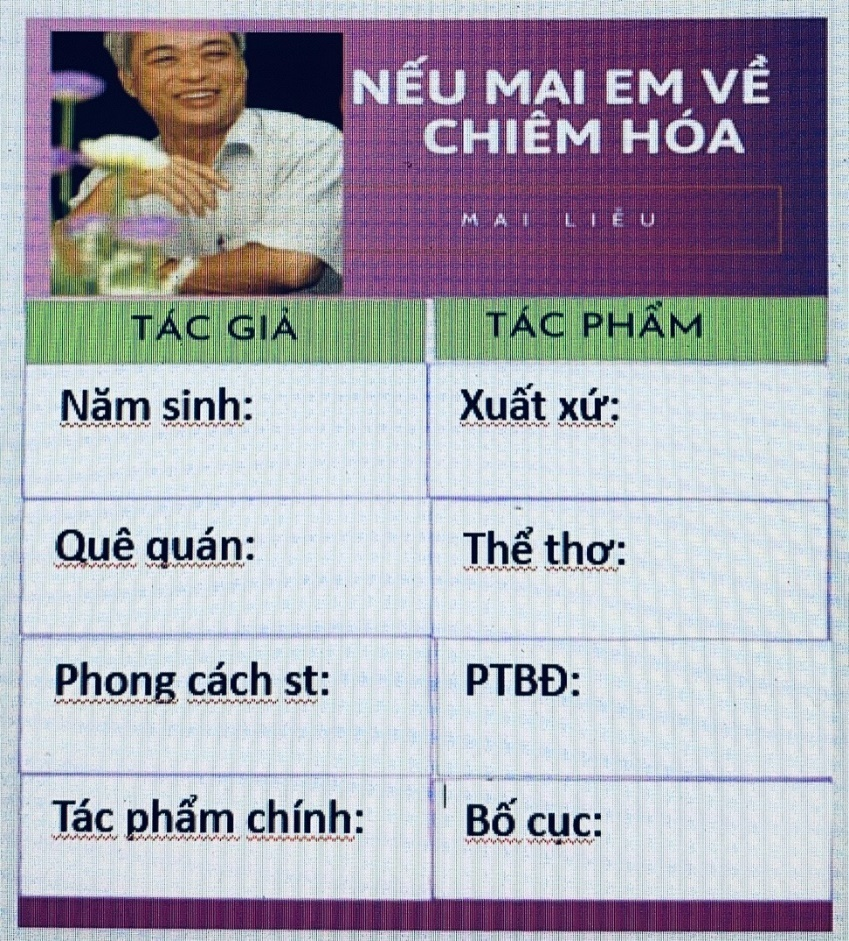 NẾU MAI EM VỀ
CHIÊM HÓA
MAI LIỄU
TÁC GIẢ
TÁC PHẨM
Năm sinh:
Xuất xứ:
Quê quán:
Thể thơ:
Phong cách st:
PTBĐ:
Tác phẩm chính:
Bố cục: